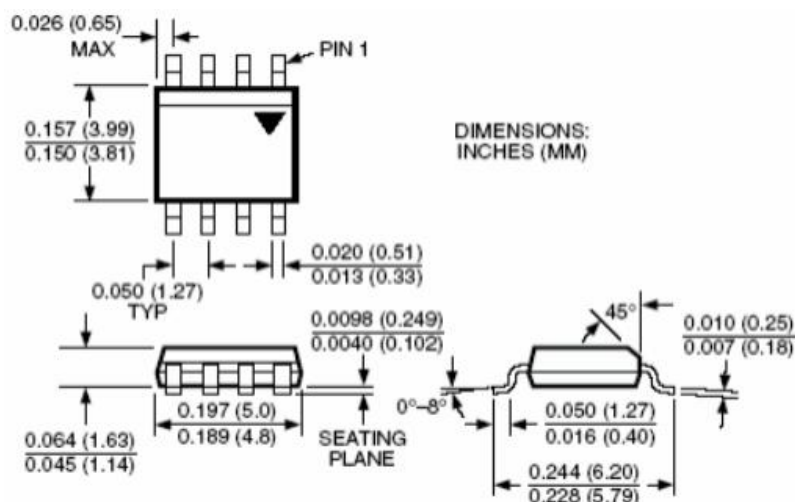 0.026 (0.65)
MAX
PIN 1
0.157 (3.99)
0.150 (3.81)
DIMENSIONS:
INCHES (MM)
0.050 (1.27)
TYP
0.020 (0.51)
0.013 (0.33)
0.0098 (0.249)
0.0040 (0.102)
45°
0.010 (0.25)
0.007 (0.18)
0.064 (1.63)
0.045 (1.14)
0.197 (5.0)
0.189 (4.8)
SEATING
PLANE
0°–8°
0.050 (1.27)
0.016 (0.40)
0.244 (6.20)
0.228 (5.79)